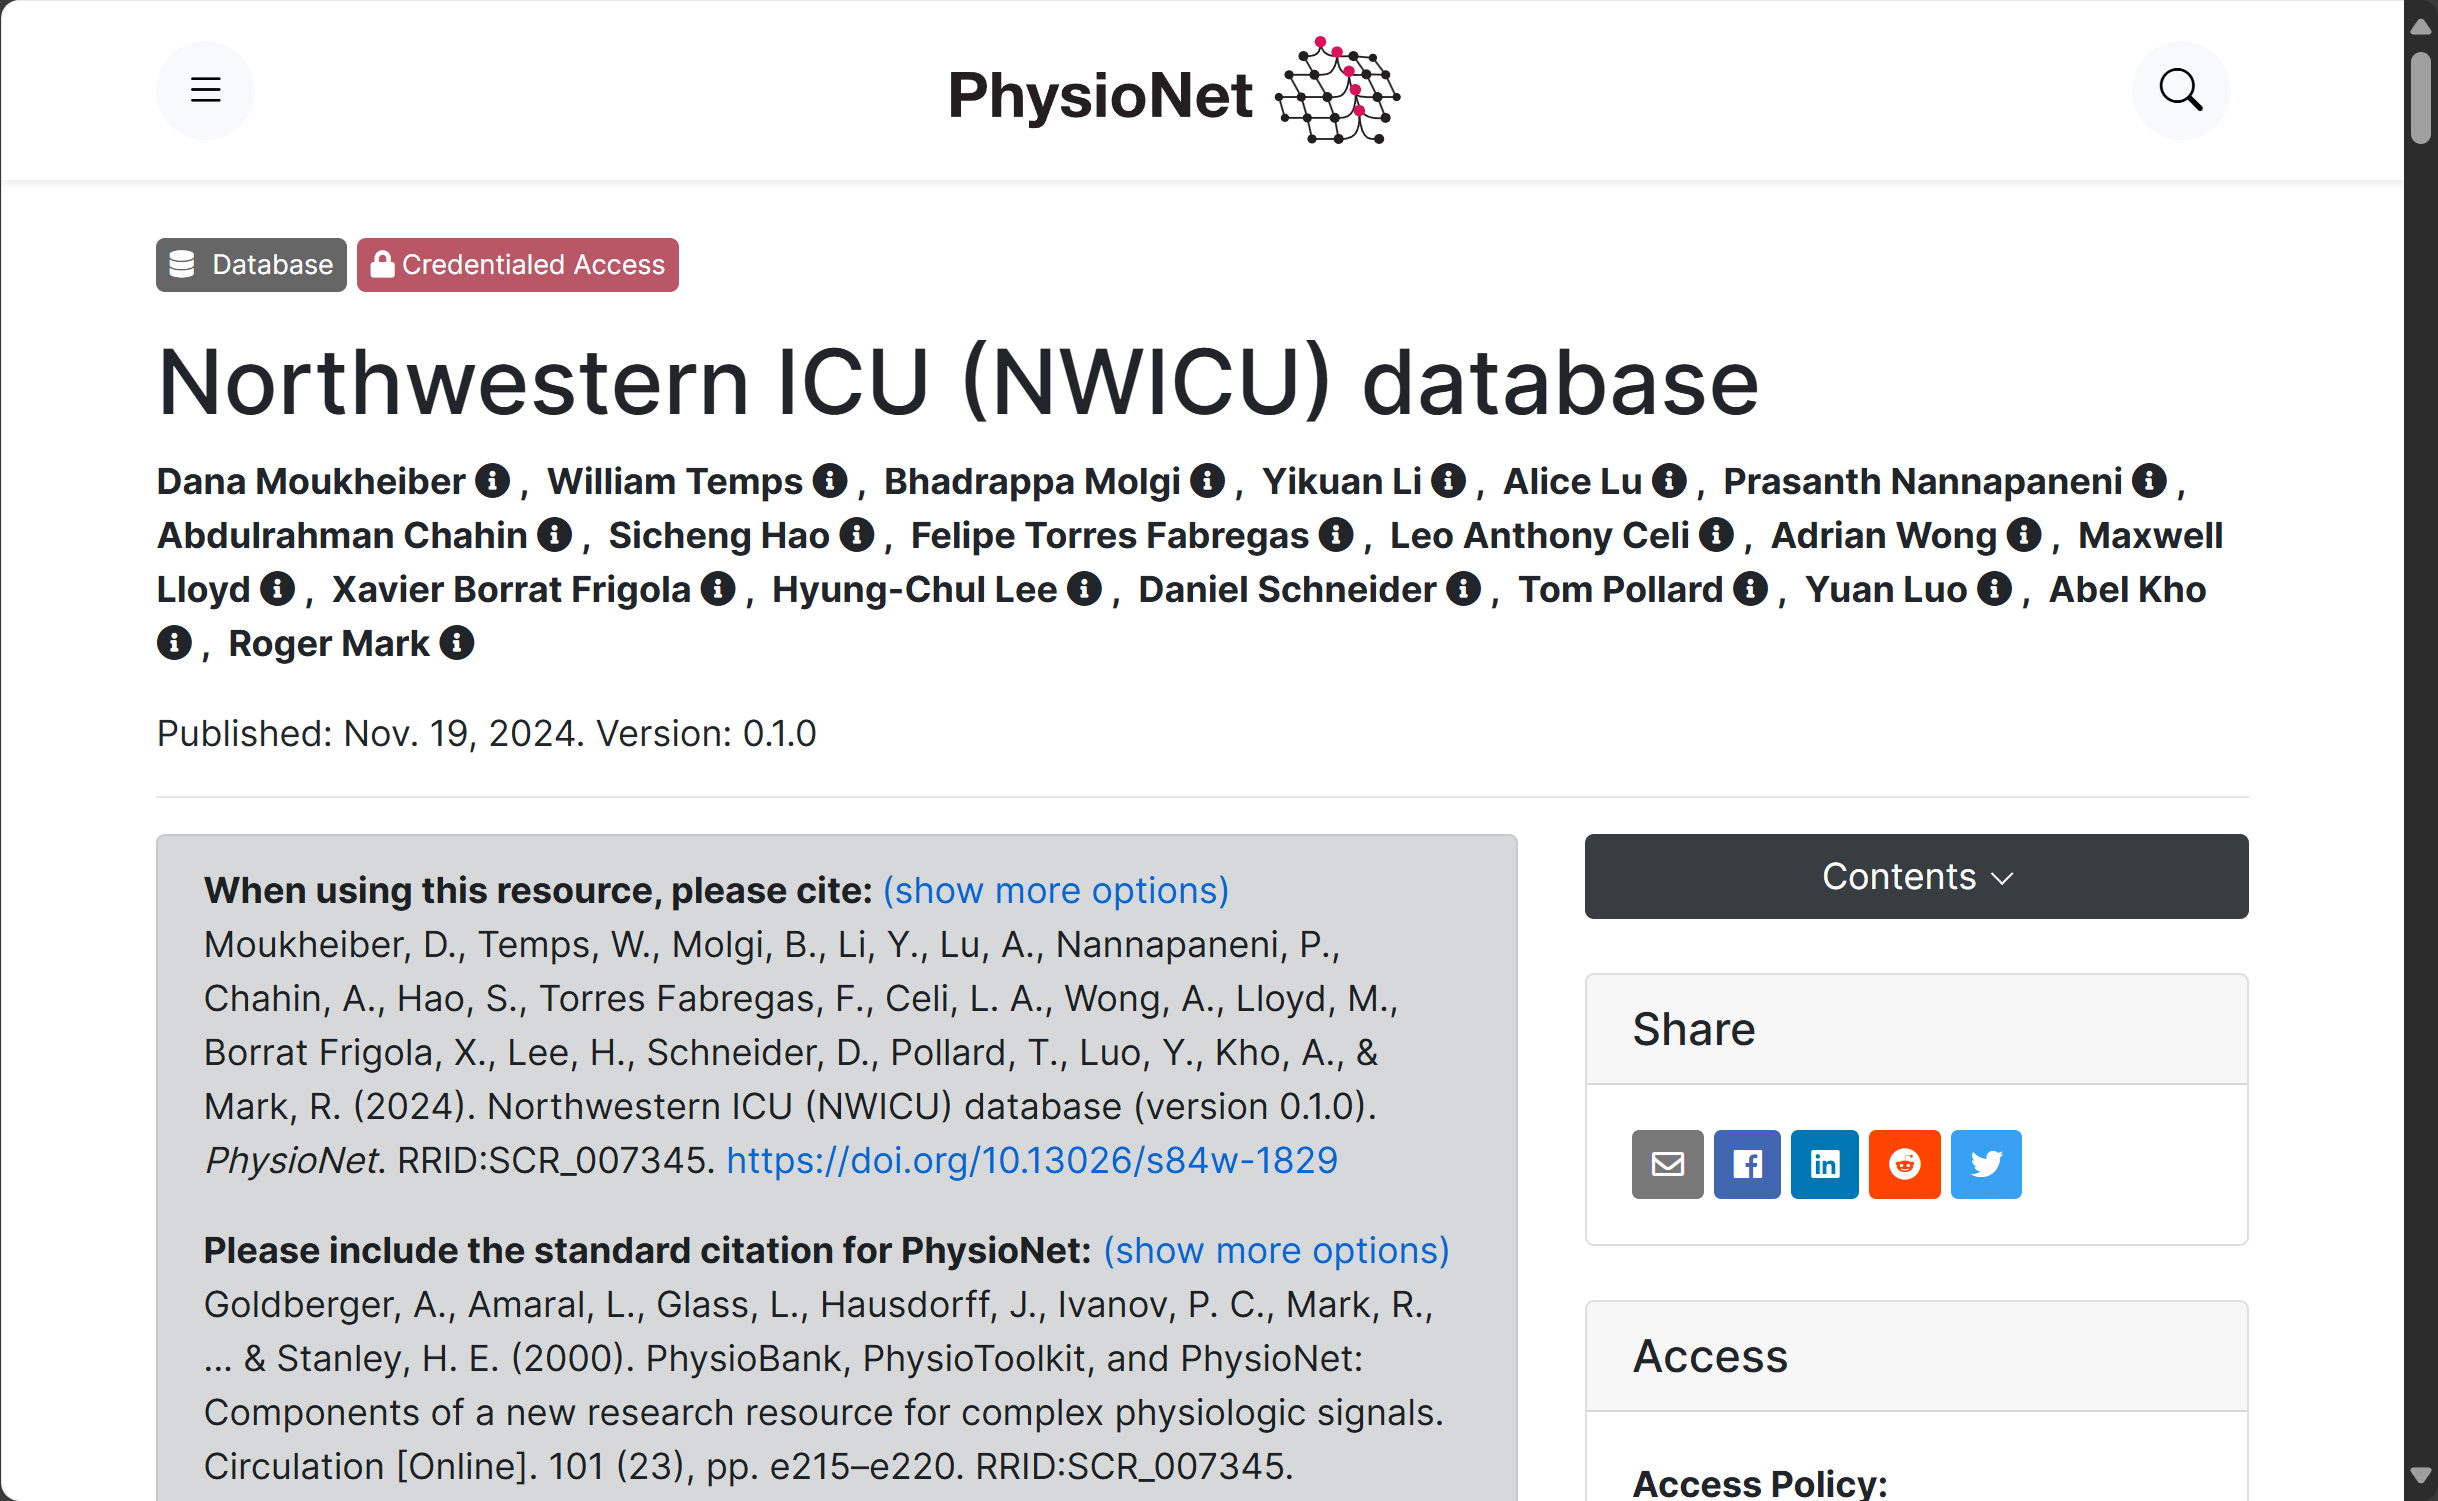 PhysioNet
Database
Credentialed Access
Northwestern ICU (NWICU) database
Dana Moukheiber , William Temps , Bhadrappa Molgi , Yikuan Li , Alice Lu , Prasanth Nannapaneni ,
Abdulrahman Chahin , Sicheng Hao , Felipe Torres Fabregas , Leo Anthony Celi , Adrian Wong , Maxwell
Lloyd , Xavier Borrat Frigola , Hyung-Chul Lee , Daniel Schneider , Tom Pollard , Yuan Luo , Abel Kho
, Roger Mark
Published: Nov. 19, 2024. Version: 0.1.0
When using this resource, please cite: (show more options)
Moukheiber, D., Temps, W., Molgi, B., Li, Y., Lu, A., Nannapaneni, P.,
Chahin, A., Hao, S., Torres Fabregas, F., Celi, L. A., Wong, A., Lloyd, M.,
Borrat Frigola, X., Lee, H., Schneider, D., Pollard, T., Luo, Y., Kho, A., &
Mark, R. (2024). Northwestern ICU (NWICU) database (version 0.1.0).
PhysioNet. RRID:SCR_007345. https://doi.org/10.13026/s84w-1829
Please include the standard citation for PhysioNet: (show more options)
Goldberger, A., Amaral, L., Glass, L., Hausdorff, J., Ivanov, P. C., Mark, R.,
... & Stanley, H. E. (2000). PhysioBank, PhysioToolkit, and PhysioNet:
Components of a new research resource for complex physiologic signals.
Circulation [Online]. 101 (23), pp. e215–e220. RRID:SCR_007345.
Contents
Share
Access
Access Policy: